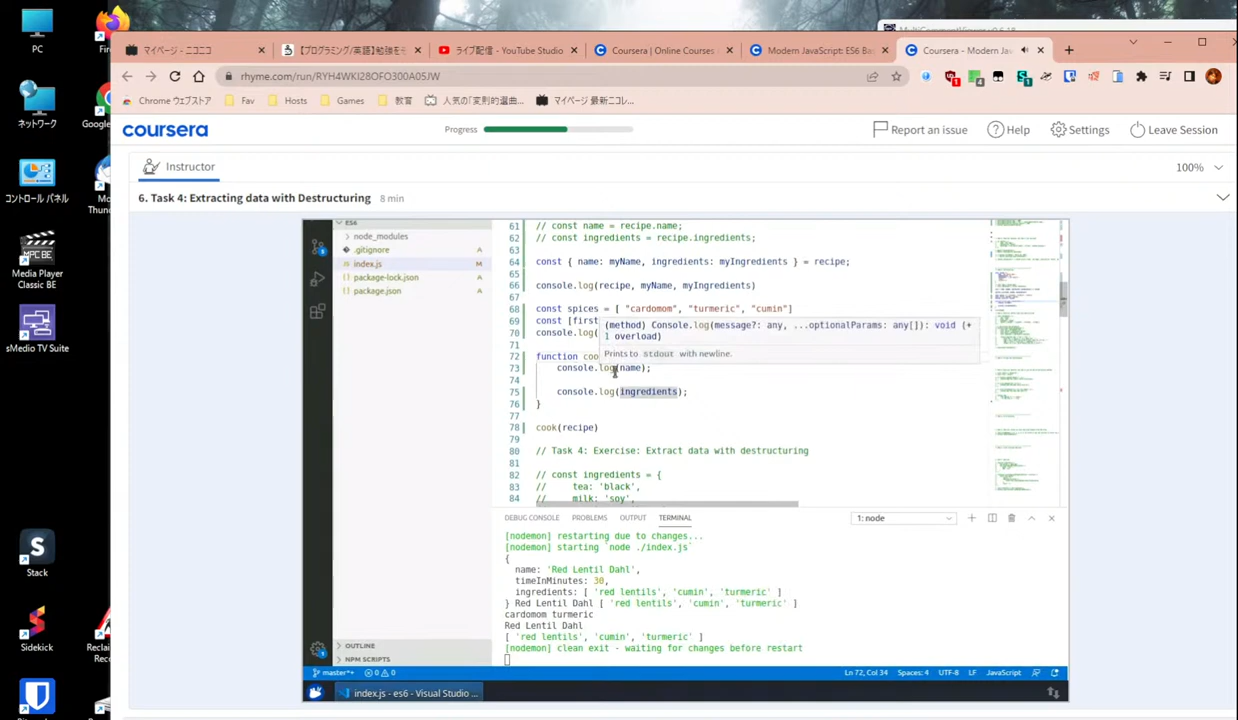 PC
ネットワーク
コントロール パネル
Media Player
Classic BE
sMedio TV Suite
Stack
Sidekick
マイページ - ニコニコ
【プログラミング/英語】勉強をモ
ライブ配信 - YouTube Studio
Coursera | Online Courses
Modern JavaScript: ES6 Ba
Coursera - Modern Jav
rhyme.com/run/RYH4WKI28OFO300A05JW
Chrome ウェブストア
Fav
Hosts
Games
教育
人気の「変則的選曲...
マイページ 最新ニコレ...
coursera
Progress
Report an issue
Help
Settings
Leave Session
Instructor
100%
6. Task 4: Extracting data with Destructuring 8 min
ES6
node_modules
.gitignore A
index.js M
package-lock.json A
package.json A
OUTLINE
NPM SCRIPTS
61 // const name = recipe.name;
62 // const ingredients = recipe.ingredients;
63
64 const { name: myName, ingredients: myIngredients } = recipe;
65
66 console.log(recipe, myName, myIngredients)
67
68 const spices = [ "cardomom", "turmeric", "cumin"]
69 const [first
70 console.log(
71
(method) Console.log(message?: any, ...optionalParams: any[]): void (+
1 overload)
Prints to stdout with newline.
72 function coo
73 console.log(name);
74
75 console.log(ingredients);
76 }
77
78 cook(recipe)
79
80 // Task 4: Exercise: Extract data with destructuring
81
82 // const ingredients = {
83 // tea: 'black',
84 // milk: 'soy',
DEBUG CONSOLE PROBLEMS OUTPUT TERMINAL 1: node
[nodemon] restarting due to changes...
[nodemon] starting `node ./index.js`
{
name: 'Red Lentil Dahl',
timeInMinutes: 30,
ingredients: [ 'red lentils', 'cumin', 'turmeric' ]
} Red Lentil Dahl [ 'red lentils', 'cumin', 'turmeric' ]
cardomom turmeric
Red Lentil Dahl
[ 'red lentils', 'cumin', 'turmeric' ]
[nodemon] clean exit - waiting for changes before restart
master*+ 0 0 Ln 72, Col 34 Spaces: 4 UTF-8 LF JavaScript
index.js - es6 - Visual Studio ...